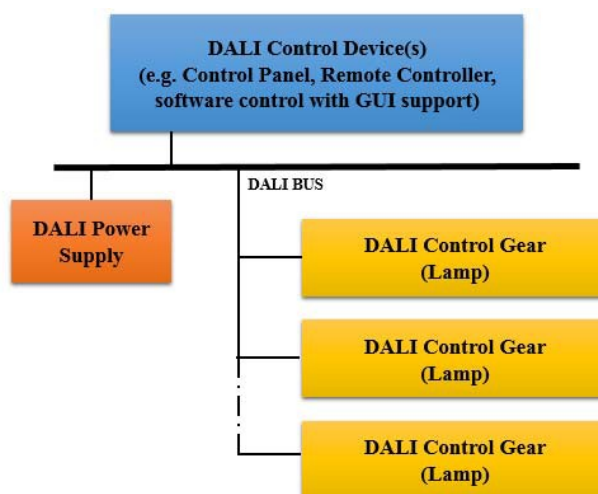 DALI Control Device(s)
(e.g. Control Panel, Remote Controller,
software control with GUI support)
DALI BUS
DALI Power
Supply
DALI Control Gear
(Lamp)
DALI Control Gear
(Lamp)
DALI Control Gear
(Lamp)